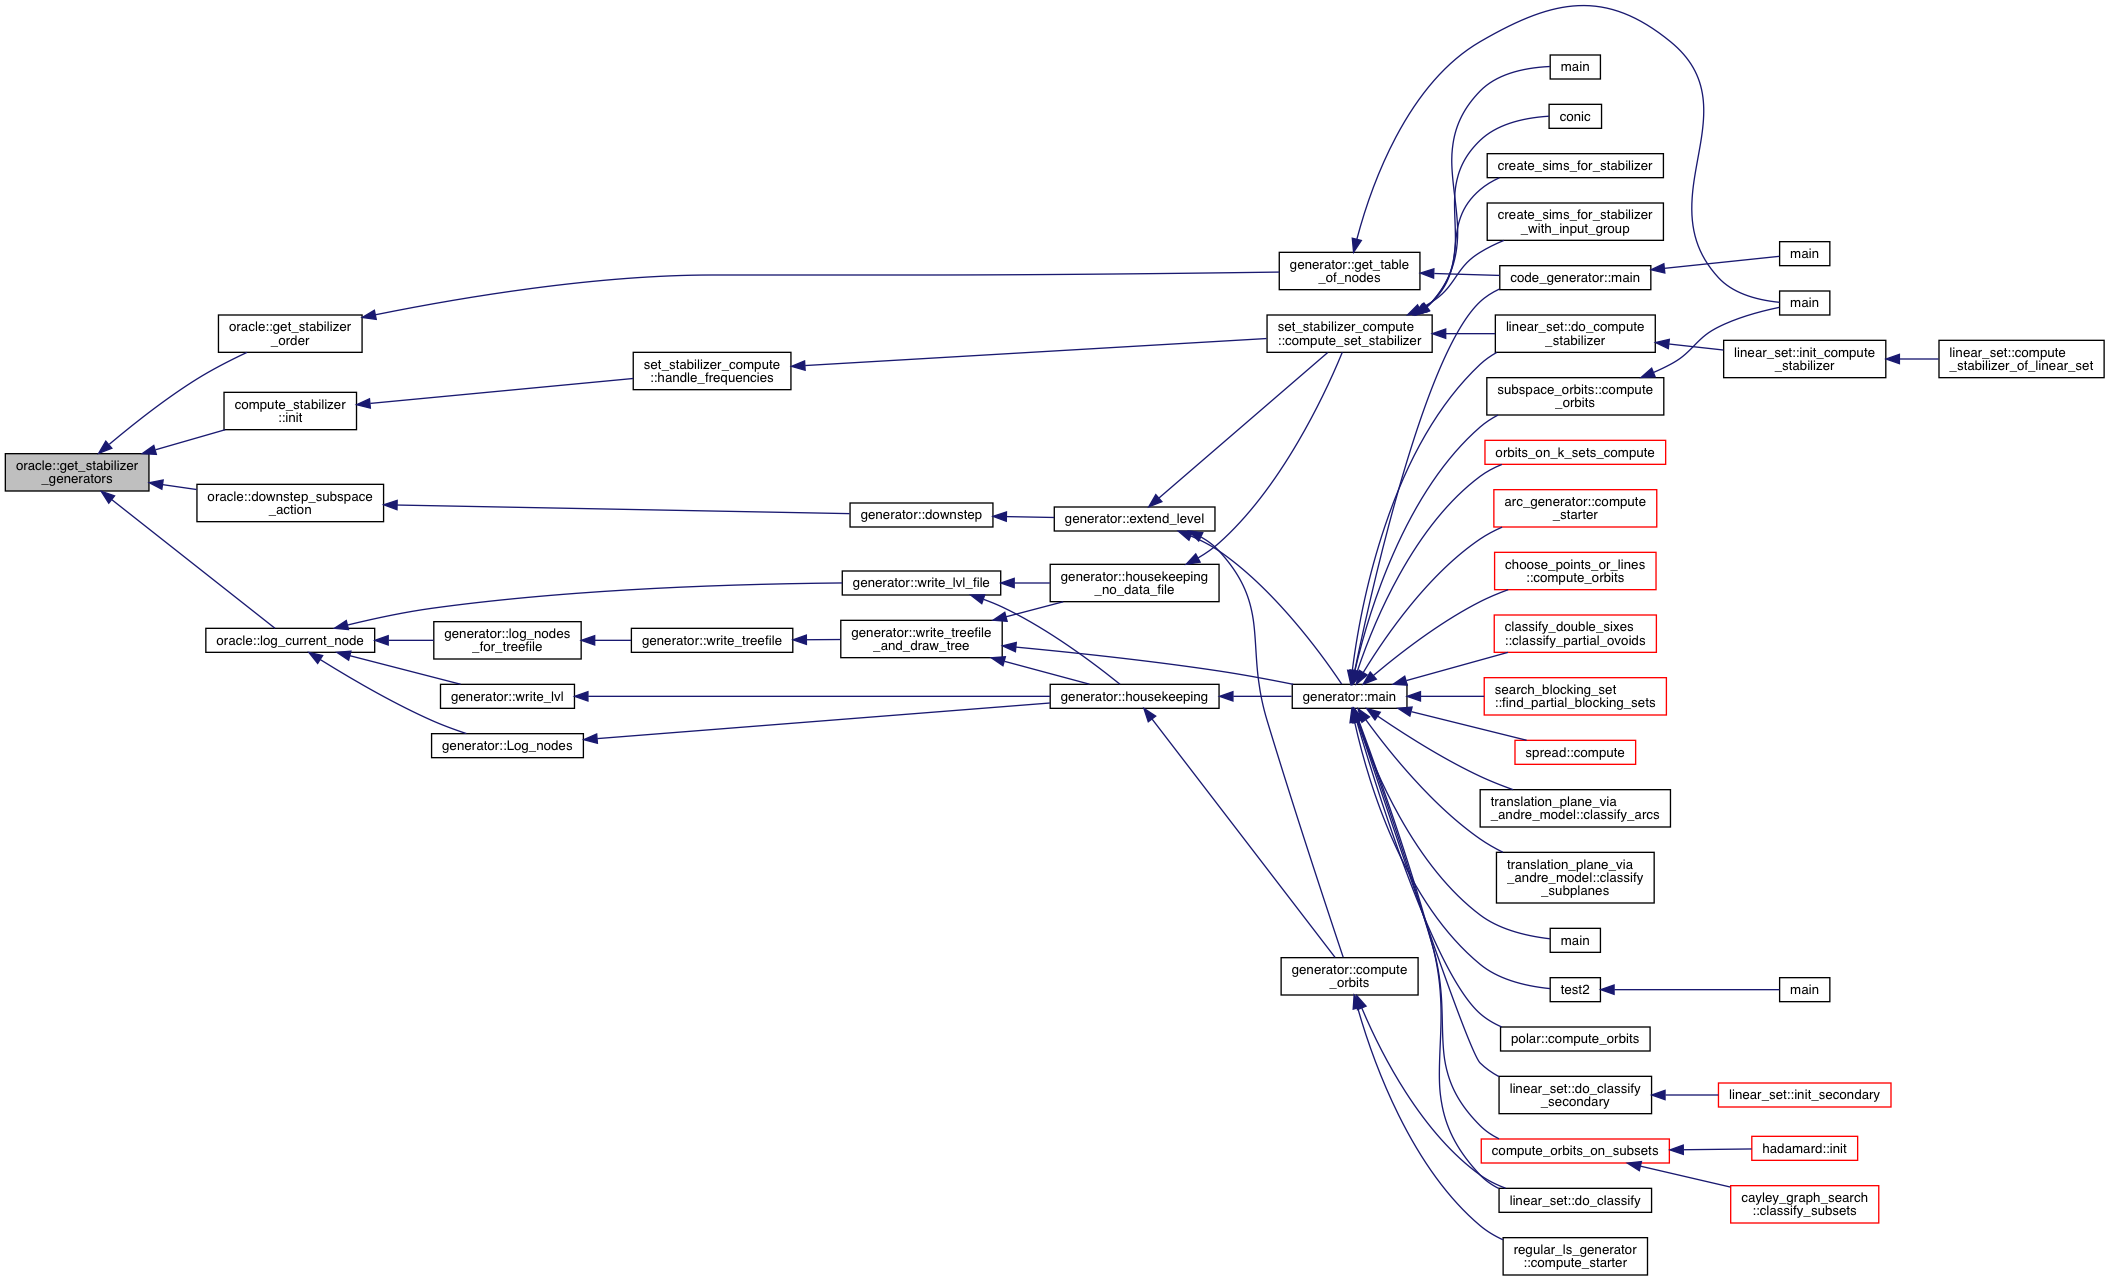 main
conic
create_sims_for_stabilizer
create_sims_for_stabilizer
_with_input_group
main
generator::get_table
_of_nodes
code_generator::main
main
oracle::get_stabilizer
_order
set_stabilizer_compute
::compute_set_stabilizer
linear_set::do_compute
_stabilizer
linear_set::init_compute
_stabilizer
linear_set::compute
_stabilizer_of_linear_set
set_stabilizer_compute
::handle_frequencies
subspace_orbits::compute
_orbits
compute_stabilizer
::init
orbits_on_k_sets_compute
oracle::get_stabilizer
_generators
arc_generator::compute
_starter
oracle::downstep_subspace
_action
generator::downstep
generator::extend_level
choose_points_or_lines
::compute_orbits
generator::write_lvl_file
generator::housekeeping
_no_data_file
classify_double_sixes
::classify_partial_ovoids
oracle::log_current_node
generator::log_nodes
_for_treefile
generator::write_treefile
generator::write_treefile
_and_draw_tree
generator::write_lvl
generator::housekeeping
generator::main
search_blocking_set
::find_partial_blocking_sets
generator::Log_nodes
spread::compute
translation_plane_via
_andre_model::classify_arcs
translation_plane_via
_andre_model::classify
_subplanes
main
generator::compute
_orbits
test2
main
polar::compute_orbits
linear_set::do_classify
_secondary
linear_set::init_secondary
compute_orbits_on_subsets
hadamard::init
linear_set::do_classify
cayley_graph_search
::classify_subsets
regular_ls_generator
::compute_starter